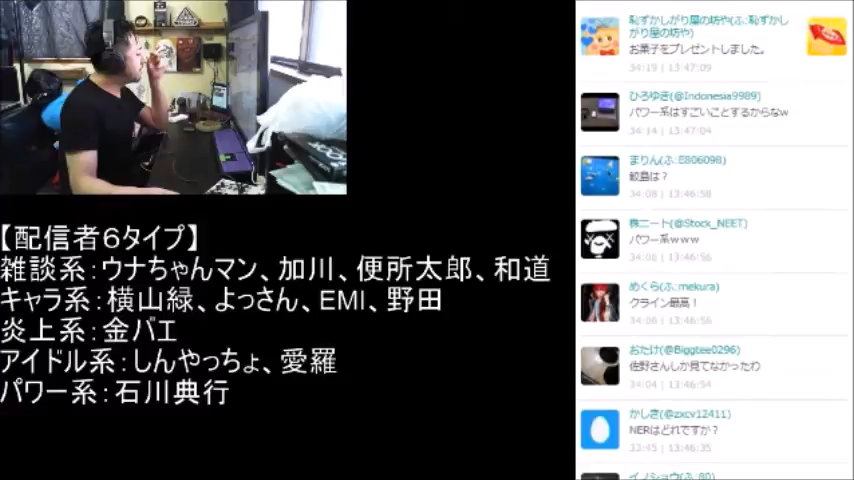 【配信者６タイプ】
雑談系：ウナちゃんマン、加川、便所太郎、和道
キャラ系：横山緑、よっさん、EMI、野田
炎上系：金バエ
アイドル系：しんやっちょ、愛羅
パワー系：石川典行
恥ずかしがり屋の坊や(ふ:恥ずかし
がり屋の坊や)
お菓子をプレゼントしました。
34:19 | 13:47:09
ひろゆき(@Indonesia9989)
パワー系はすごいことするからなw
34:14 | 13:47:04
まりん(ふ:E806098)
鮫島は？
34:08 | 13:46:58
株ニート(@Stock_NEET)
パワー系ｗｗｗ
34:06 | 13:46:56
めくら(ふ:mekura)
クライン最高！
34:06 | 13:46:56
おたけ(@Biggtee0296)
佐野さんしか見てなかったわ
34:04 | 13:46:54
かしき(@zxcv12411)
NERはどれですか？
33:45 | 13:46:35
イノショウ(ふ:80)